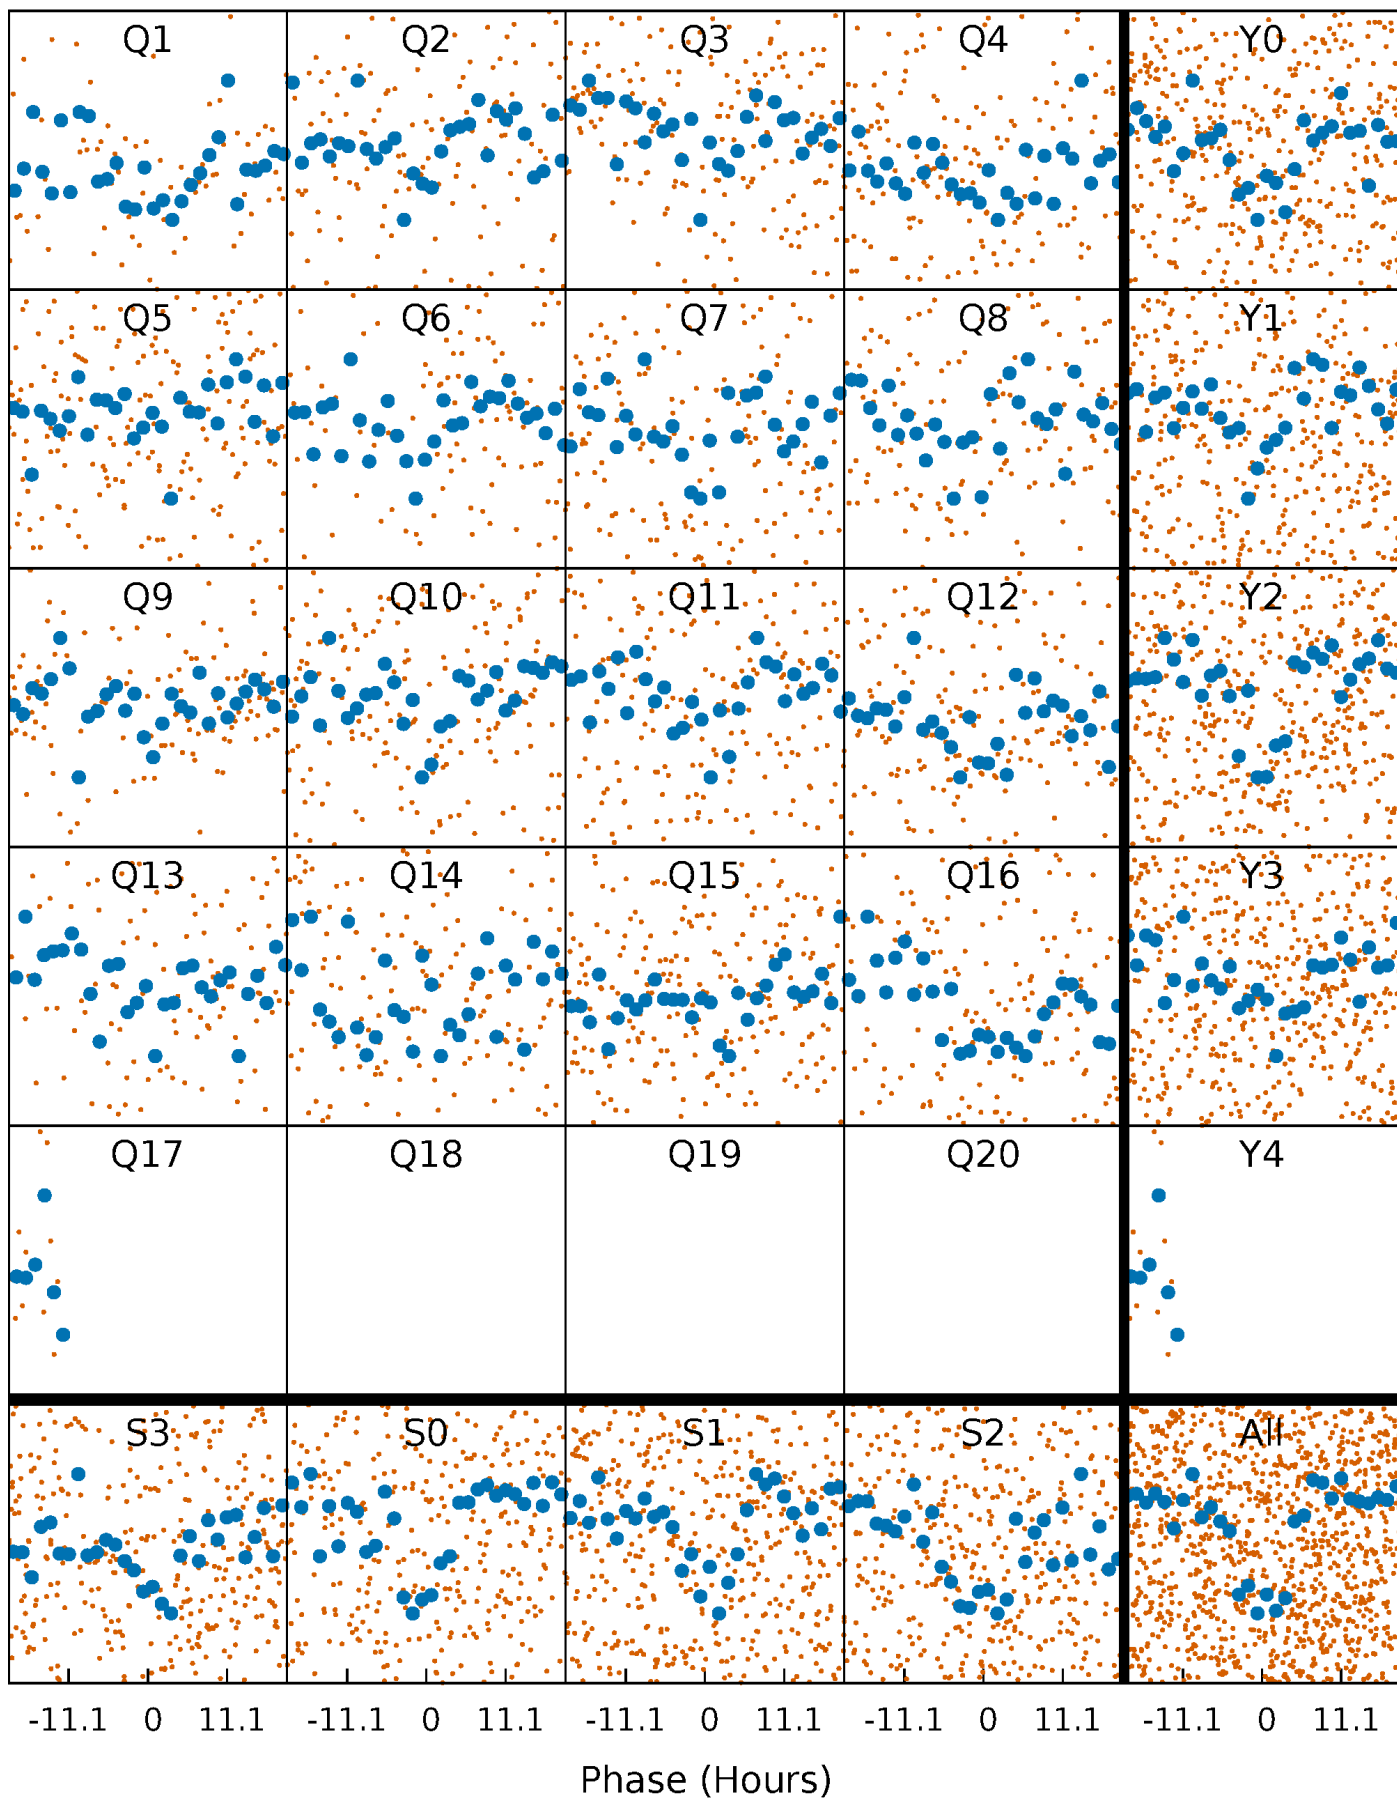 Q1 Q2 Q3 Q4 Y0
Q5 Q6 Q7 Q8 Y1
Q9 Q10 Q11 Q12 Y2
Q13 Q14 Q15 Q16 Y3
Q17 Q18 Q19 Q20 Y4
S3 S0 S1 S2 All
-11.1 0 11.1 -11.1 0 11.1 -11.1 0 11.1 -11.1 0 11.1 -11.1 0 11.1
Phase (Hours)